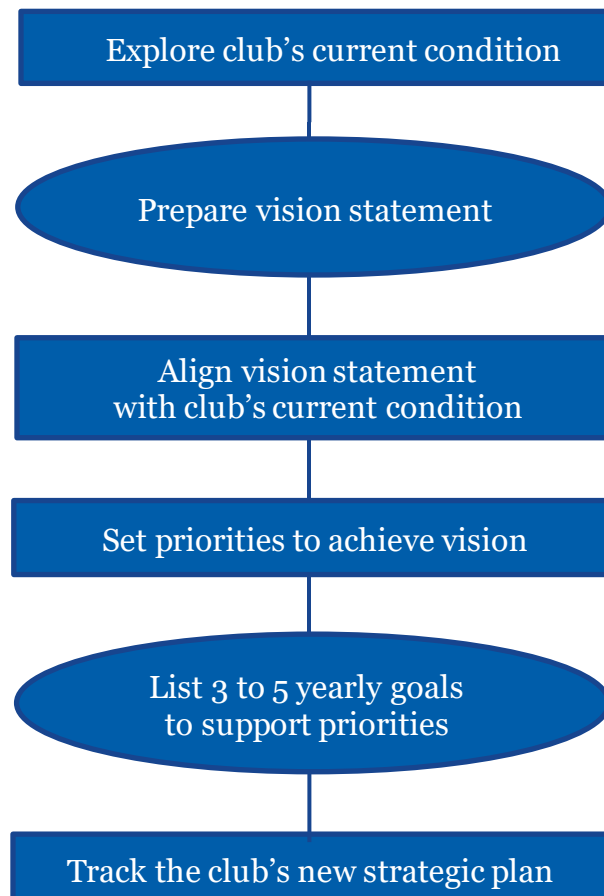 Explore club’s current condition
Prepare vision statement
Align vision statement
with club’s current condition
Set priorities to achieve vision
List 3 to 5 yearly goals
to support priorities
Track the club’s new strategic plan